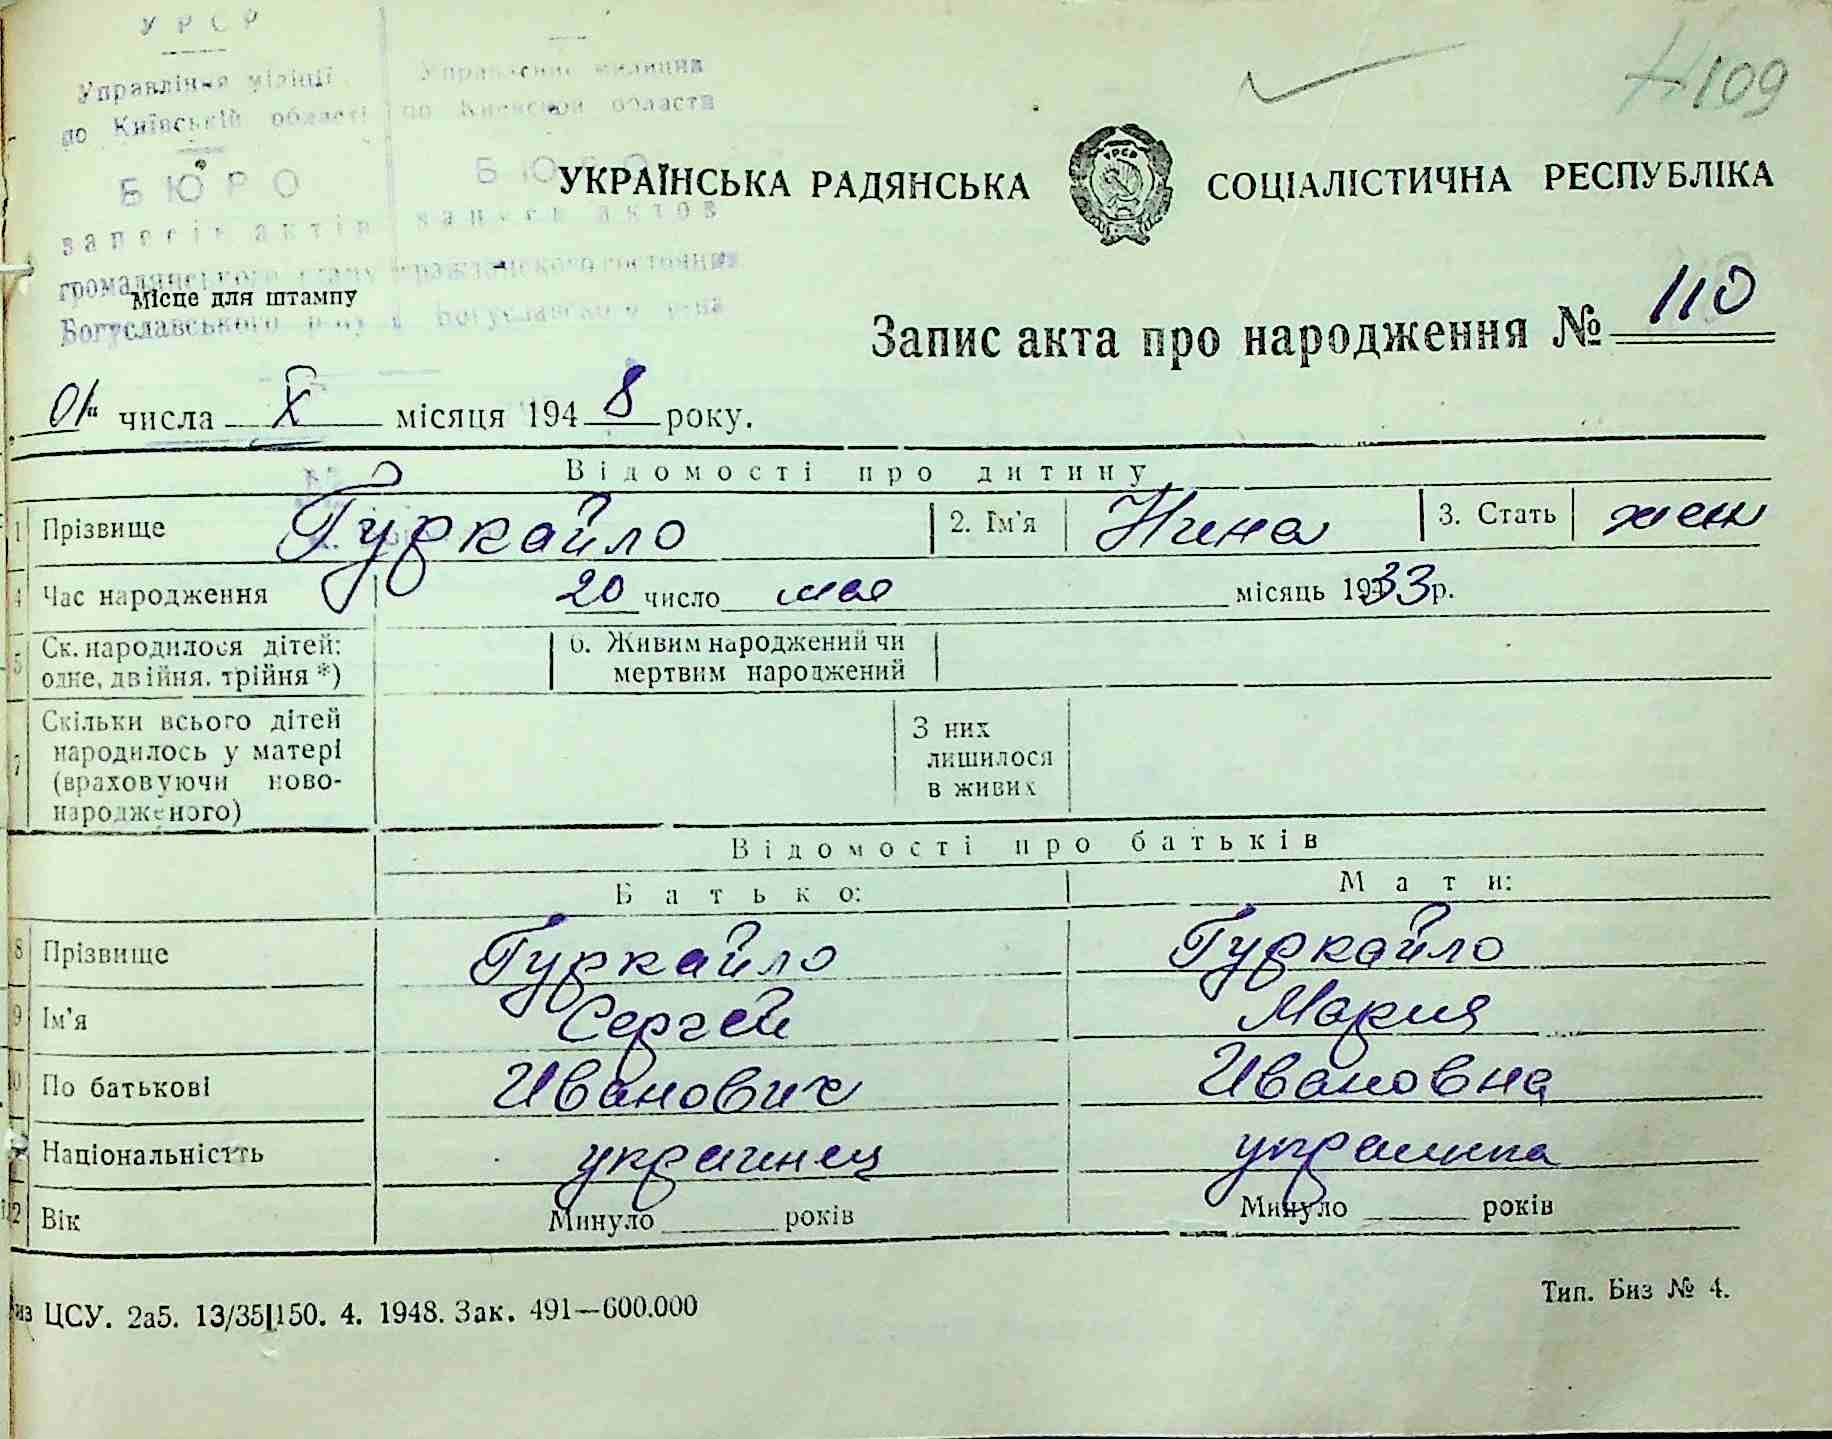 УРСР
Управління міліції
по Київській області
БЮРО
записів актів
громадянського стану
Богуславського р-ну
Управление милиции
по Киевской области
БЮРО
записи актов
гражданского состояния
Богуславского р-на
109
УКРАЇНСЬКА РАДЯНСЬКА СОЦІАЛІСТИЧНА РЕСПУБЛІКА
УРСР
Місце для штампу
Запис акта про народження № 110
01" числа X місяця 1948 року.
Відомості про дитину
1 Прізвище Гуркайло 2. Ім'я Нина 3. Стать жен
4 Час народження 20 число мая місяць 1933 р.
5 Ск. народилося дітей: одне, двійня, трійня *) 6. Живим народжений чи мертвим народжений
7 Скільки всього дітей народилось у матері (враховуючи ново-народженого) З них лишилося в живих
Відомості про батьків
Батько: Мати:
8 Прізвище Гуркайло Гуркайло
9 Ім'я Сергей Мария
10 По батькові Иванович Ивановна
Національність украинец украинка
12 Вік Минуло ____ років Минуло ____ років
ЦСУ. 2а5. 13/35|150. 4. 1948. Зак. 491—600.000 Тип. Биз № 4.